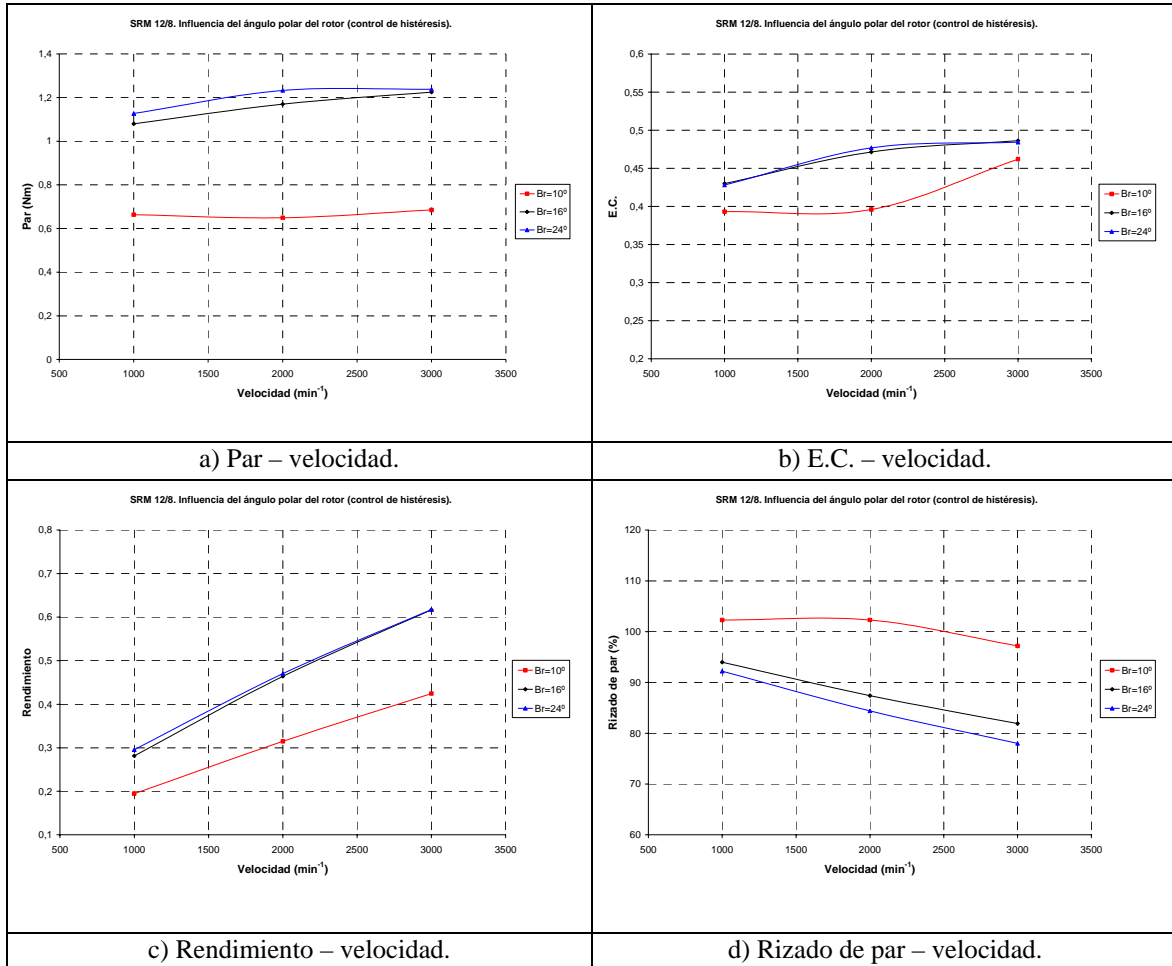 SRM 12/8. Influencia del ángulo polar del rotor (control de histéresis).
1,4
1,2
1
0,8
0,6
0,4
0,2
0
500 1000 1500 2000 2500 3000 3500
Par (Nm)
Velocidad (min⁻¹)
Br=10º
Br=16º
Br=24º
a) Par – velocidad.
SRM 12/8. Influencia del ángulo polar del rotor (control de histéresis).
0,6
0,55
0,5
0,45
0,4
0,35
0,3
0,25
0,2
500 1000 1500 2000 2500 3000 3500
E.C.
Velocidad (min⁻¹)
Br=10º
Br=16º
Br=24º
b) E.C. – velocidad.
SRM 12/8. Influencia del ángulo polar del rotor (control de histéresis).
0,8
0,7
0,6
0,5
0,4
0,3
0,2
0,1
500 1000 1500 2000 2500 3000 3500
Rendimiento
Velocidad (min⁻¹)
Br=10º
Br=16º
Br=24º
c) Rendimiento – velocidad.
SRM 12/8. Influencia del ángulo polar del rotor (control de histéresis).
120
110
100
90
80
70
60
500 1000 1500 2000 2500 3000 3500
Rizado de par (%)
Velocidad (min⁻¹)
Br=10º
Br=16º
Br=24º
d) Rizado de par – velocidad.